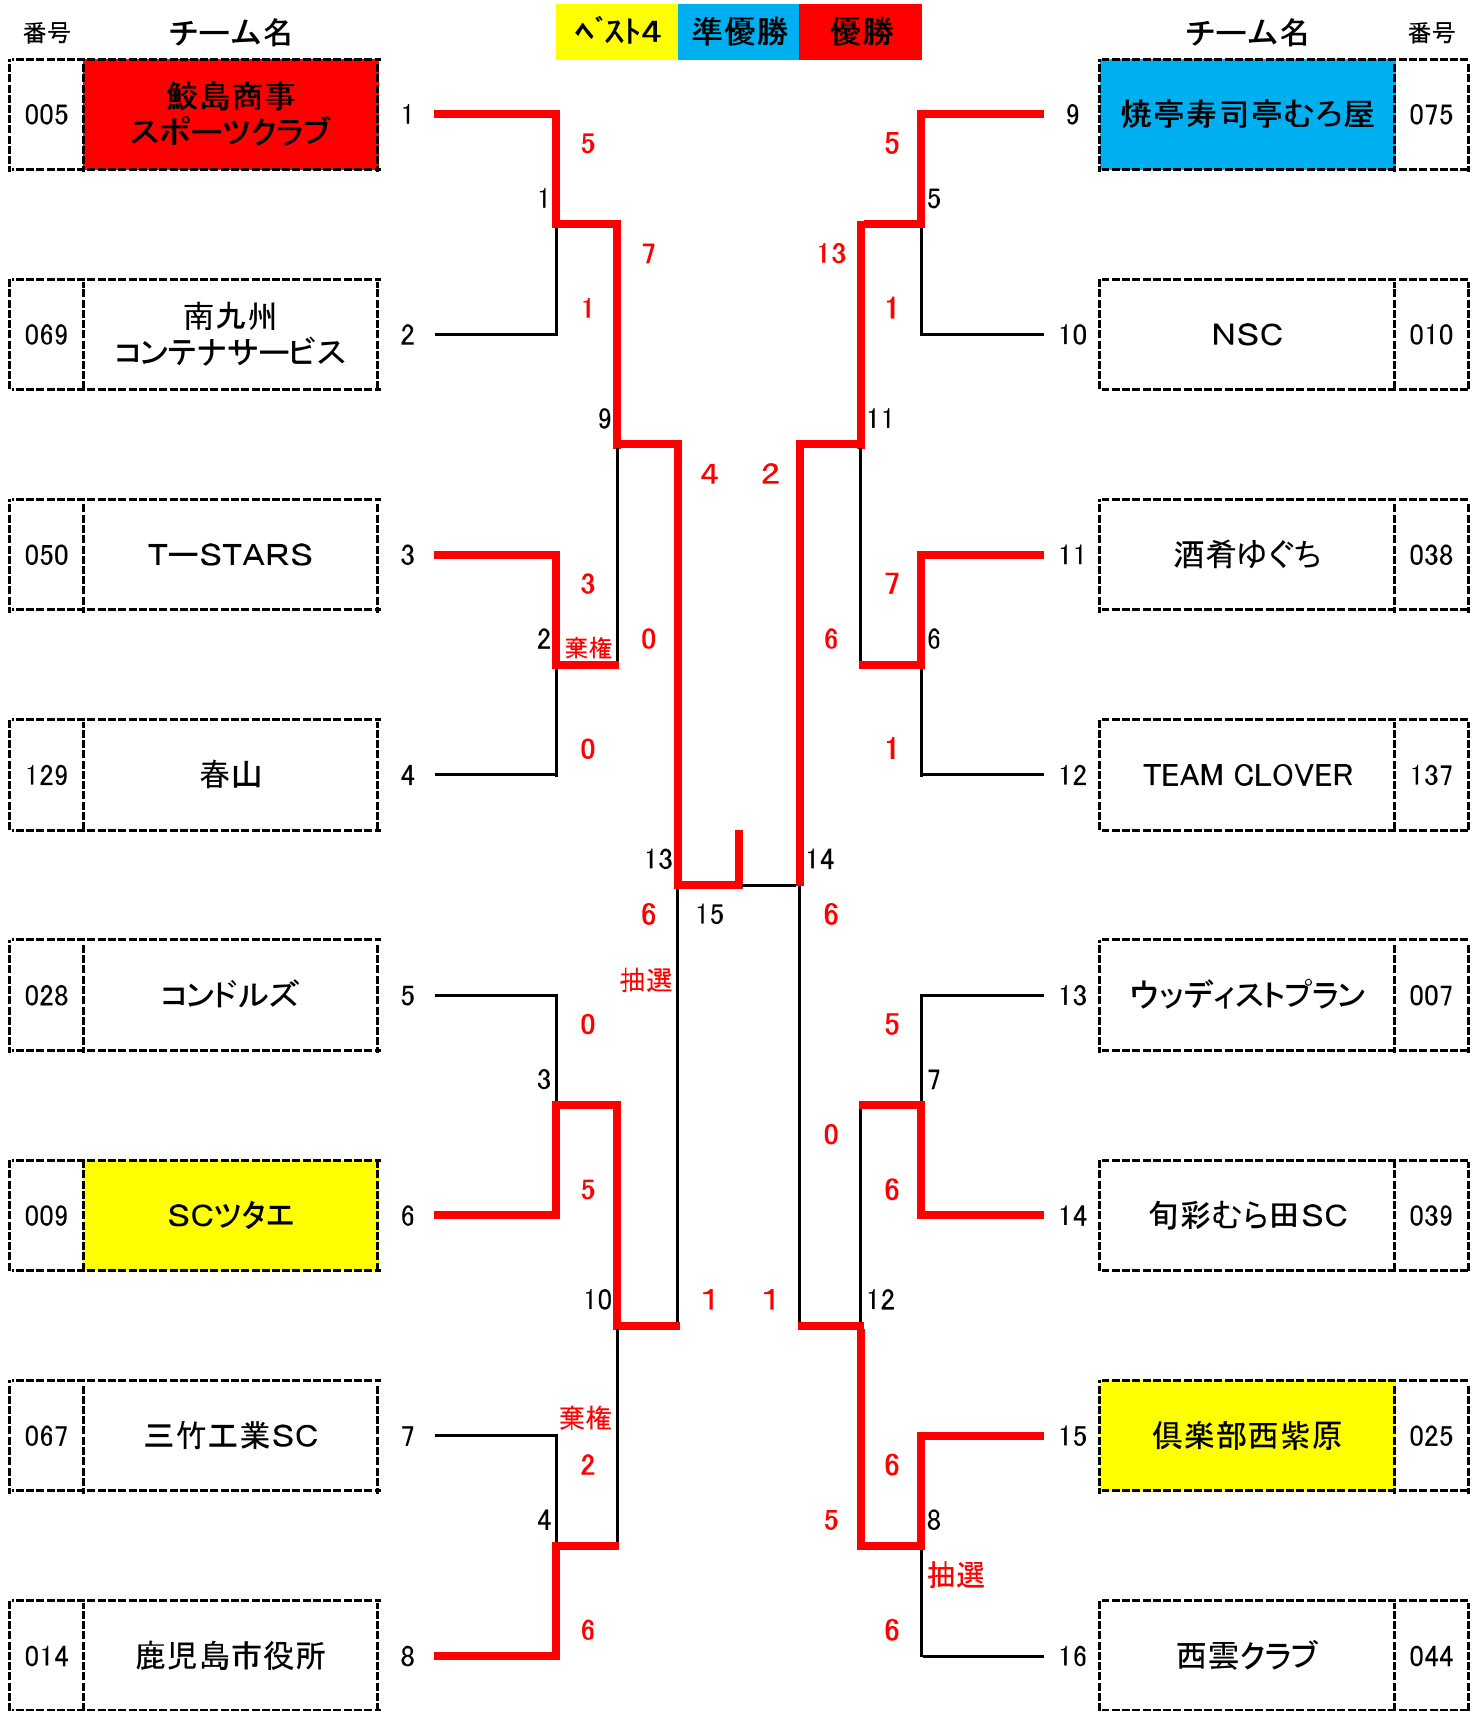 番号 チーム名 ベスト4 準優勝 優勝 チーム名 番号
005 鮫島商事 スポーツクラブ 1 5 5 9 焼亭寿司亭むろ屋 075
1 5
7 13
069 南九州 コンテナサービス 2 1 1 10 NSC 010
9 11
4 2
050 TーSTARS 3 3 7 11 酒肴ゆぐち 038
2 棄権 0 6 6
129 春山 4 0 1 12 TEAM CLOVER 137
13 14
6 15 6
抽選
028 コンドルズ 5 0 5 13 ウッディストプラン 007
3 7
0
009 SCツタエ 6 5 6 14 旬彩むら田SC 039
10 1 1 12
棄権
067 三竹工業SC 7 2 6 15 倶楽部西紫原 025
4 5 8
抽選
014 鹿児島市役所 8 6 6 16 西雲クラブ 044